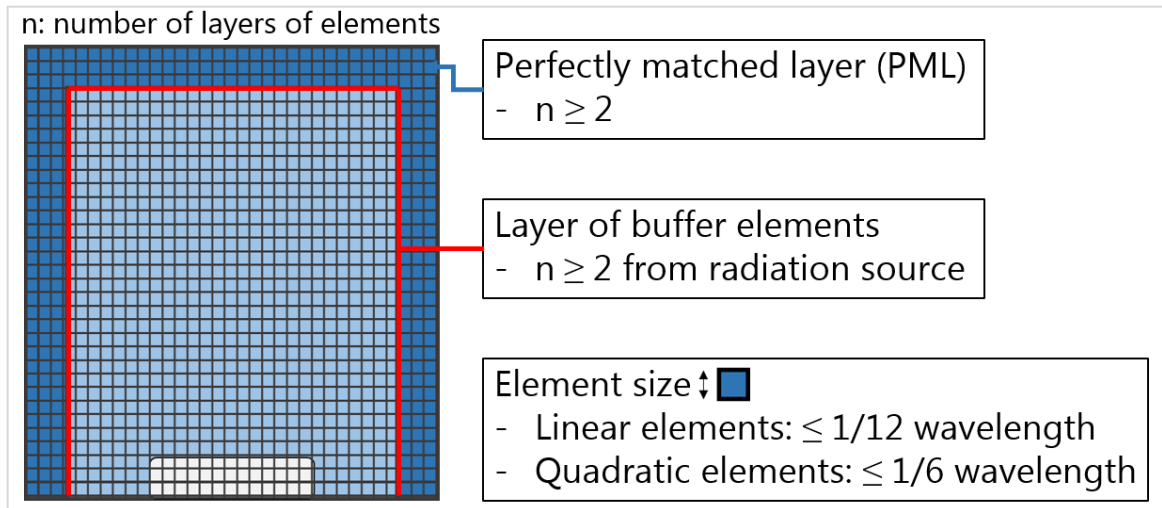 n: number of layers of elements
Perfectly matched layer (PML)
- n ≥ 2
Layer of buffer elements
- n ≥ 2 from radiation source
Element size
- Linear elements: ≤ 1/12 wavelength
- Quadratic elements: ≤ 1/6 wavelength